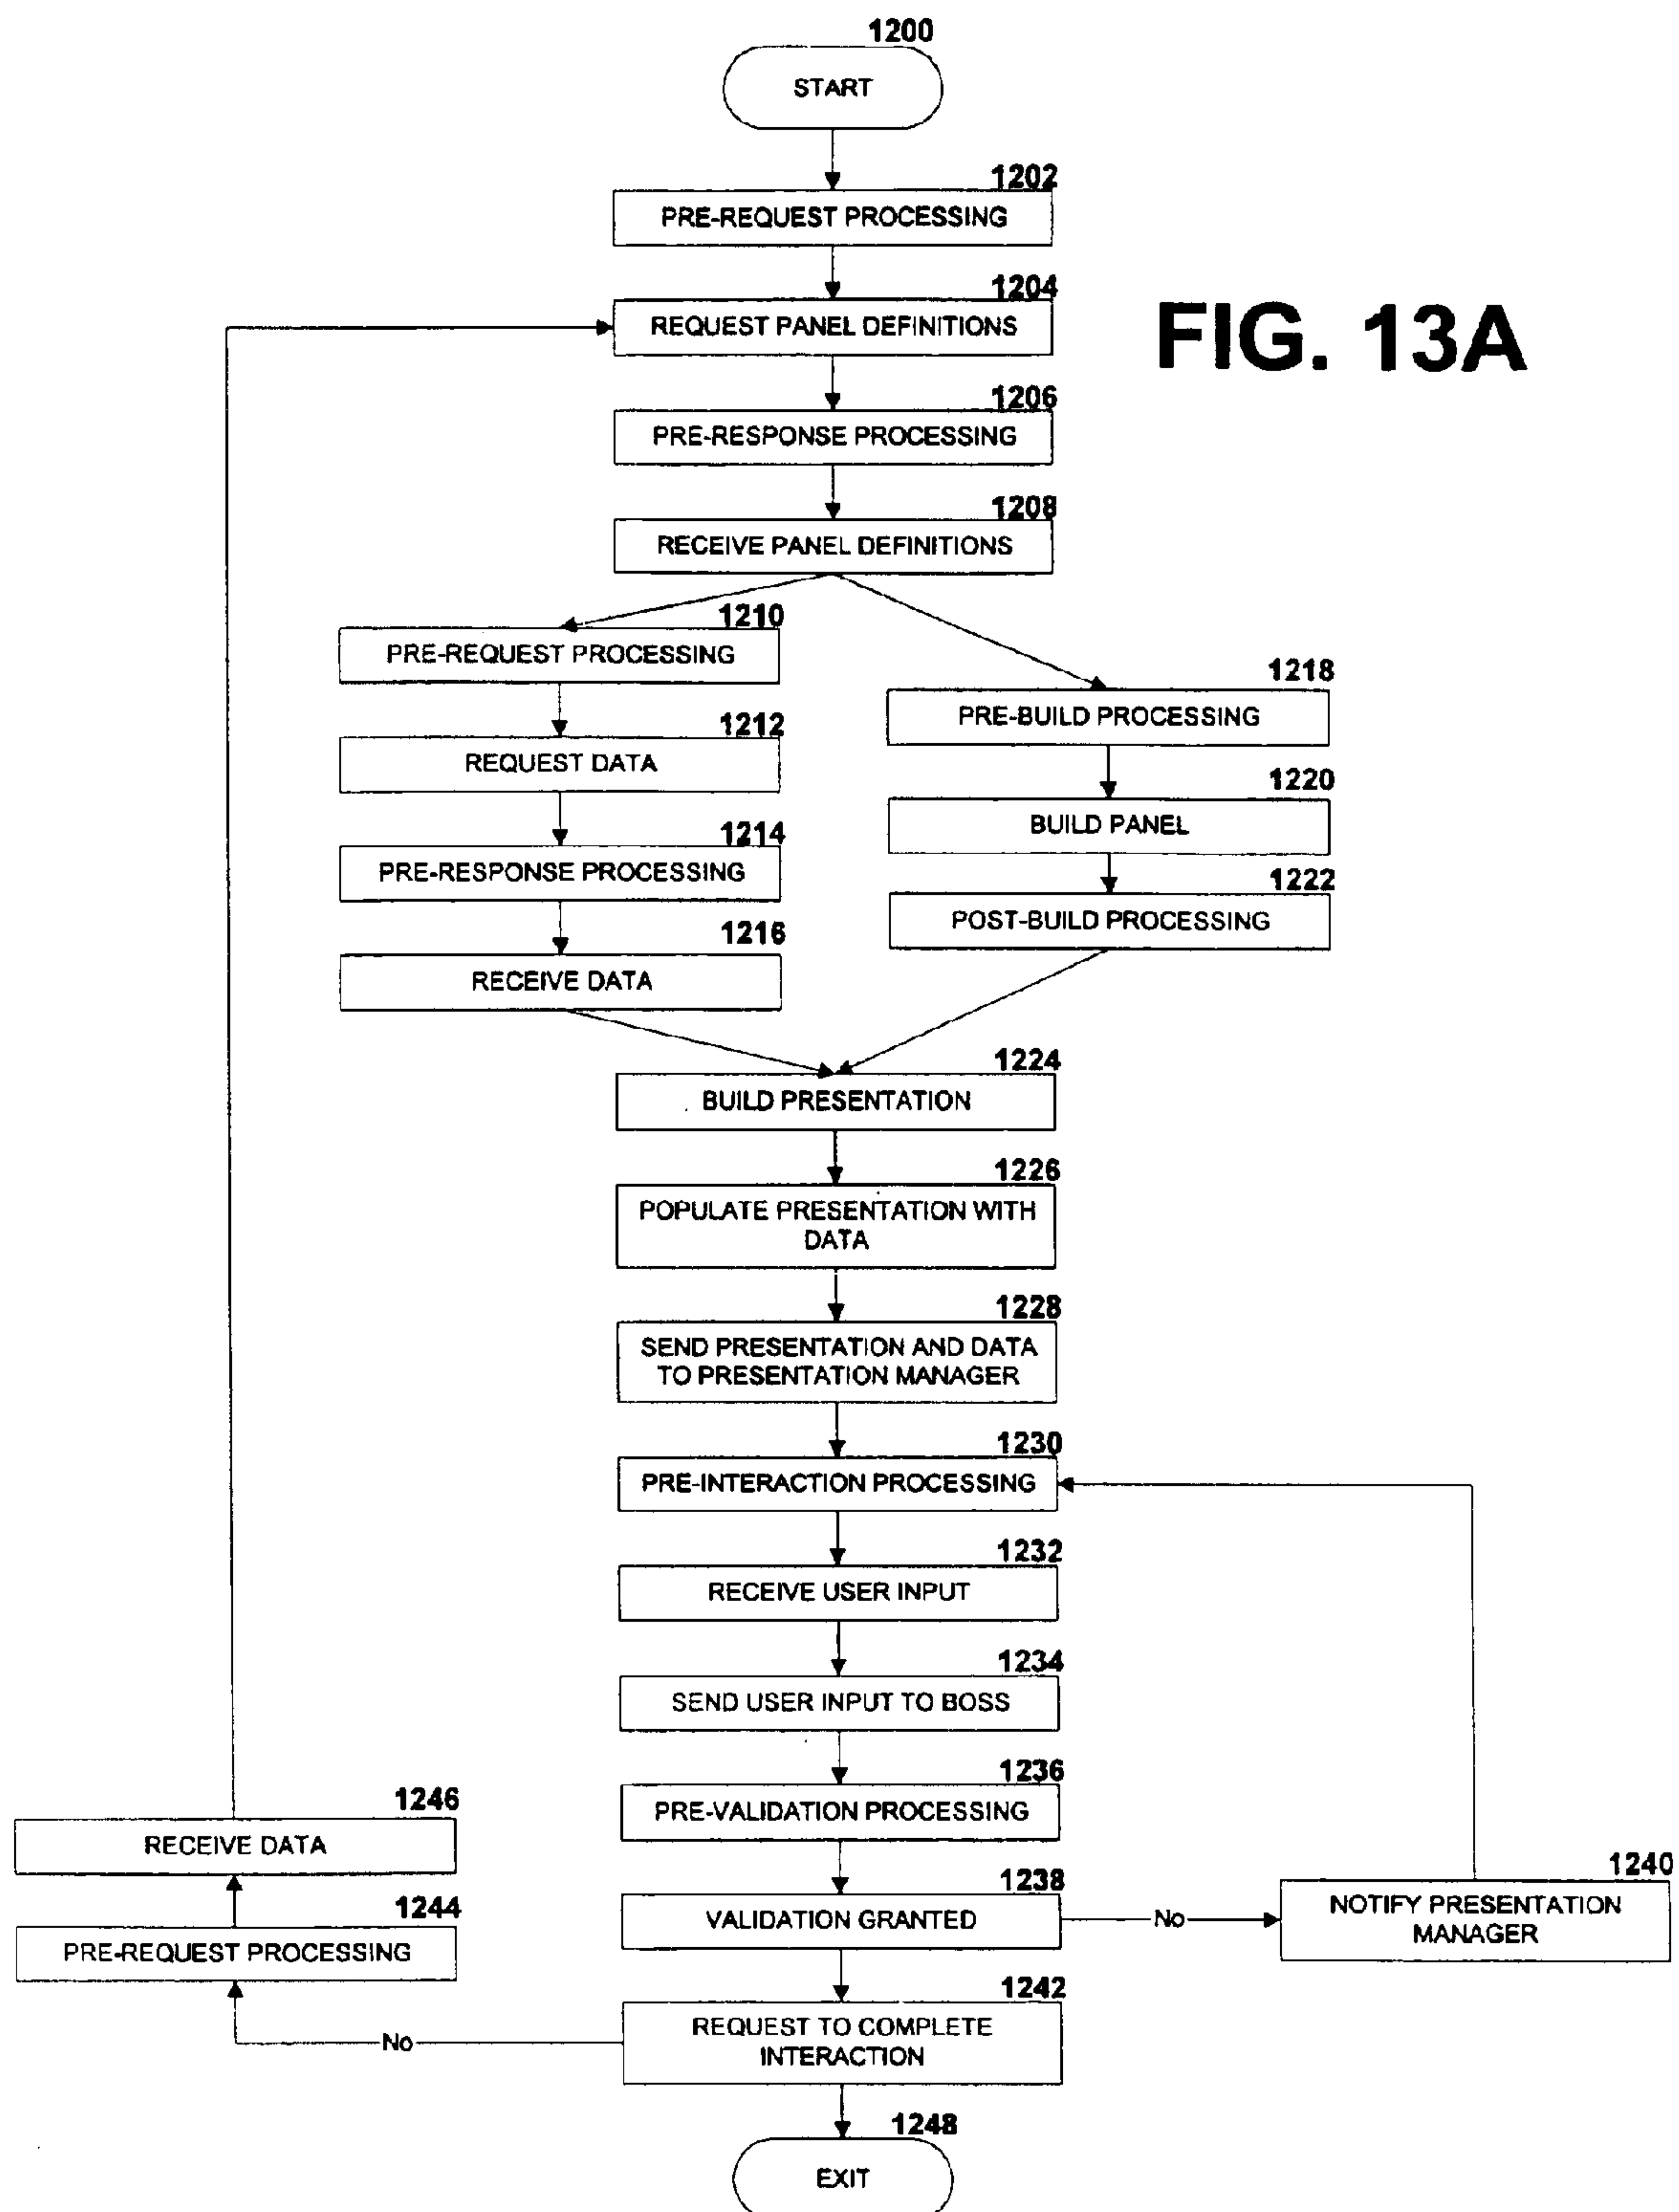 1200
START
1202
PRE-REQUEST PROCESSING
1204
REQUEST PANEL DEFINITIONS
FIG. 13A
1206
PRE-RESPONSE PROCESSING
1208
RECEIVE PANEL DEFINITIONS
1210
PRE-REQUEST PROCESSING
1212
REQUEST DATA
1214
PRE-RESPONSE PROCESSING
1216
RECEIVE DATA
1218
PRE-BUILD PROCESSING
1220
BUILD PANEL
1222
POST-BUILD PROCESSING
1224
BUILD PRESENTATION
1226
POPULATE PRESENTATION WITH
DATA
1228
SEND PRESENTATION AND DATA
TO PRESENTATION MANAGER
1230
PRE-INTERACTION PROCESSING
1232
RECEIVE USER INPUT
1234
SEND USER INPUT TO BOSS
1236
PRE-VALIDATION PROCESSING
1238
VALIDATION GRANTED
No
1240
NOTIFY PRESENTATION
MANAGER
1242
REQUEST TO COMPLETE
INTERACTION
No
1244
PRE-REQUEST PROCESSING
1246
RECEIVE DATA
1248
EXIT